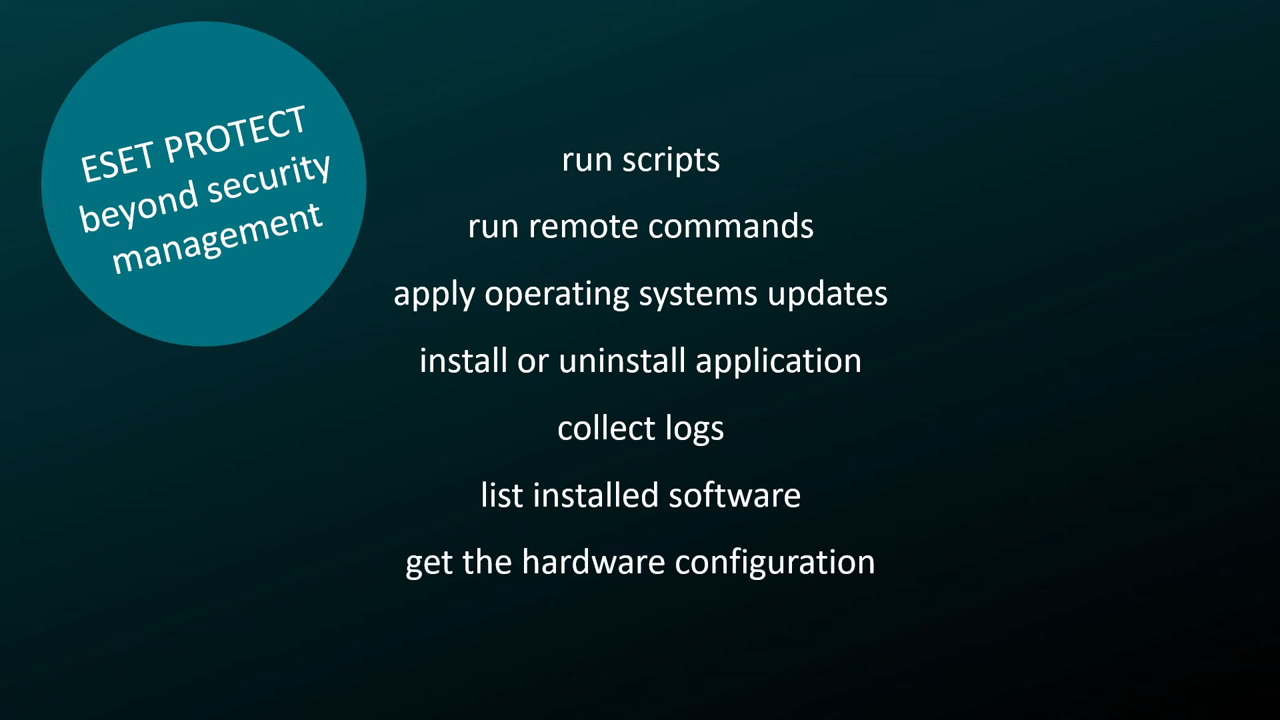 ESET PROTECT
beyond security
management
run scripts
run remote commands
apply operating systems updates
install or uninstall application
collect logs
list installed software
get the hardware configuration